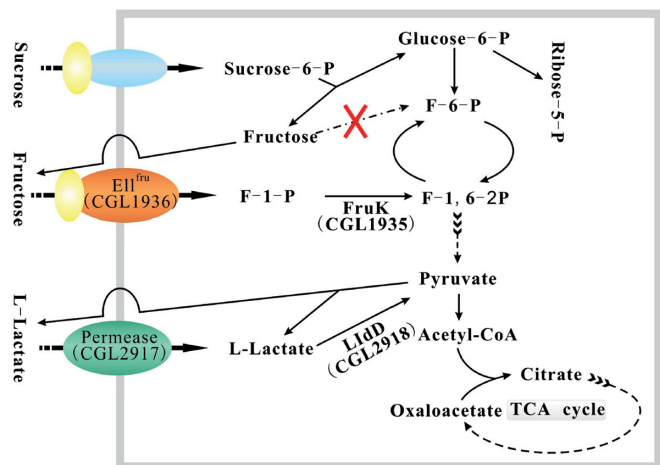 Sucrose
Sucrose-6-P
Glucose-6-P
Ribose-5-P
F-6-P
Fructose
Fructose
EII^fru
(CGL1936)
F-1-P
FruK
(CGL1935)
F-1, 6-2P
Pyruvate
L-Lactate
Permease
(CGL2917)
L-Lactate
LldD
(CGL2918)
Acetyl-CoA
Citrate
Oxaloacetate
TCA cycle